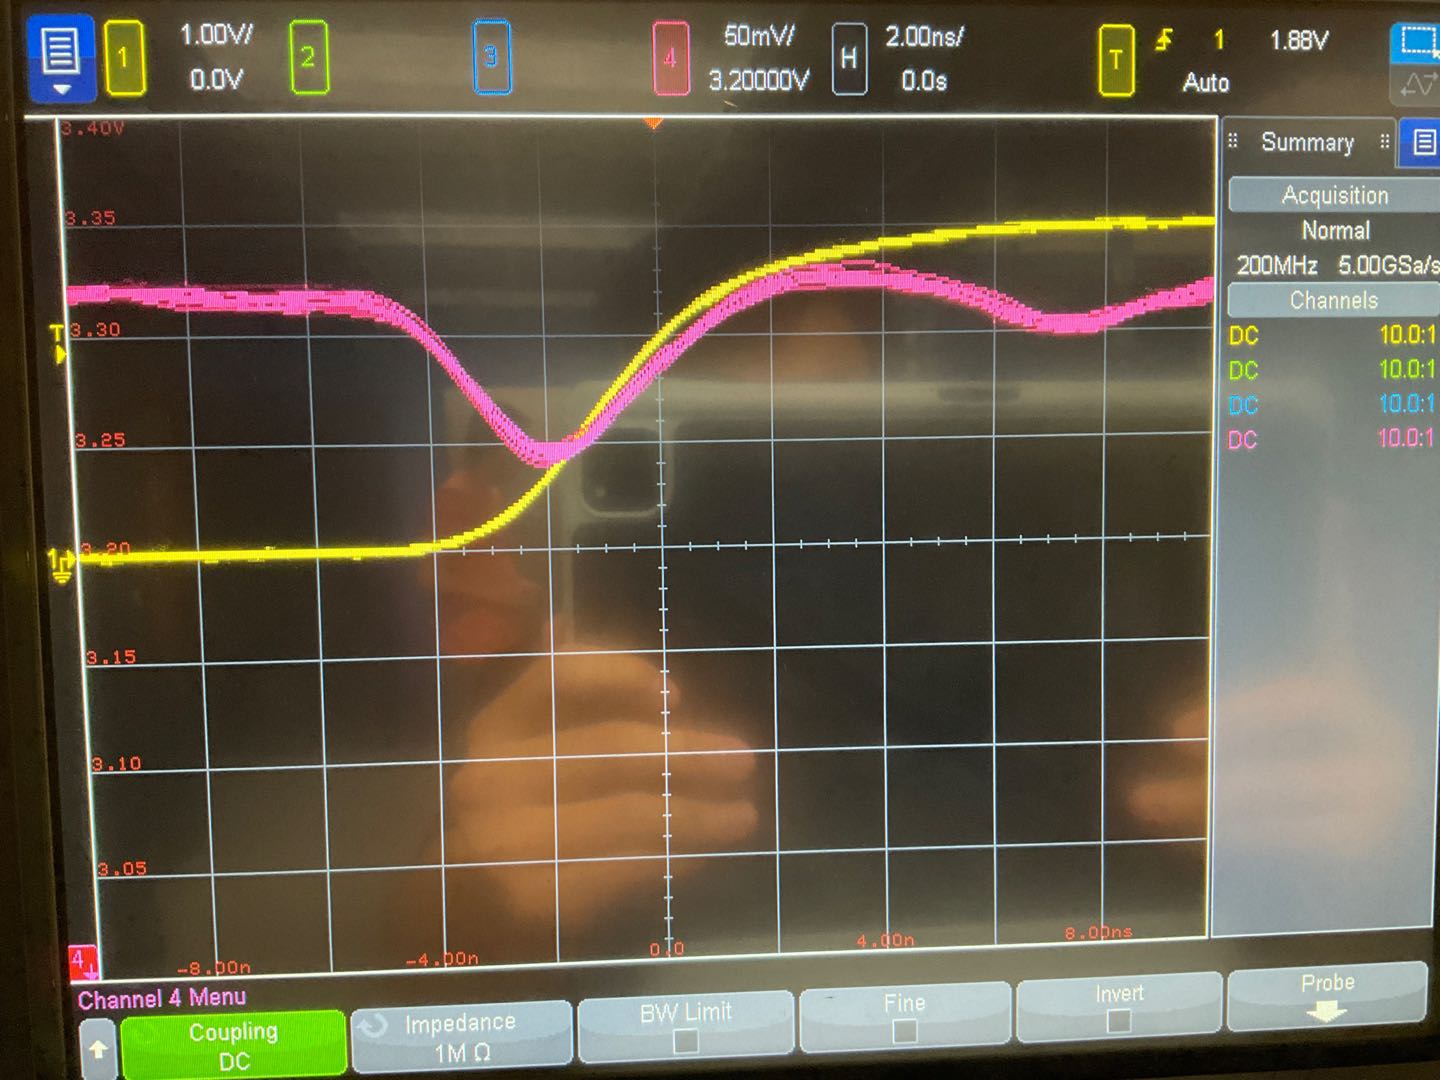 1 1.00V/ 2 3 4 50mV/ H 2.00ns/ T 1 1.88V
0.0V 3.20000V 0.0s Auto
3.40V
3.35
3.30
3.25
3.20
3.15
3.10
3.05
T
1
4
-8.00n -4.00n 0.0 4.00n 8.00ns
Summary
Acquisition
Normal
200MHz 5.00GSa/s
Channels
DC 10.0:1
DC 10.0:1
DC 10.0:1
DC 10.0:1
Channel 4 Menu
Coupling
DC
Impedance
1M Ω
BW Limit
Fine
Invert
Probe